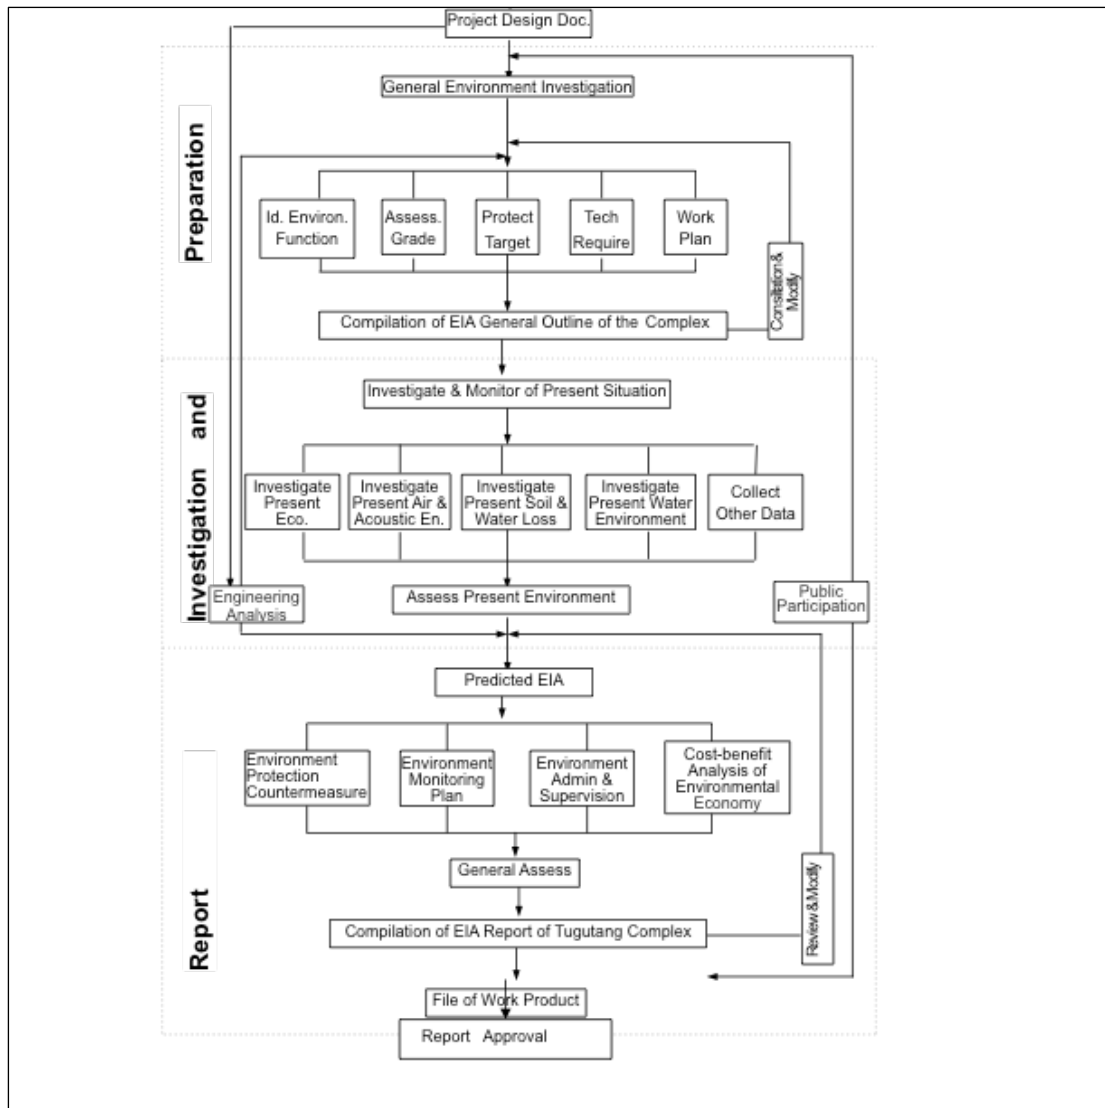 Project Design Doc.
General Environment Investigation
Preparation
Id. Environ.
Function
Assess.
Grade
Protect
Target
Tech
Require
Work
Plan
Consiltation &
Modify
Compilation of EIA General Outline of the Complex
Investigate & Monitor of Present Situation
Investigation and
Investigate
Present
Eco.
Investigate
Present Air &
Acoustic En.
Investigate
Present Soil &
Water Loss
Investigate
Present Water
Environment
Collect
Other Data
Engineering
Analysis
Assess Present Environment
Public
Participation
Predicted EIA
Report
Environment
Protection
Countermeasure
Environment
Monitoring
Plan
Environment
Admin &
Supervision
Cost-benefit
Analysis of
Environmental
Economy
General Assess
Review & Modify
Compilation of EIA Report of Tugutang Complex
File of Work Product
Report Approval